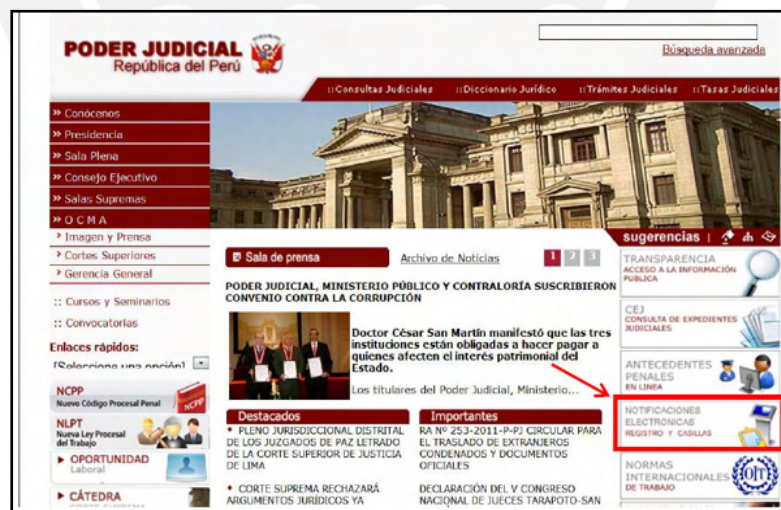 PODER JUDICIAL
República del Perú
Búsqueda avanzada
::Consultas Judiciales ::Diccionario Jurídico ::Trámites Judiciales ::Tasas Judiciales
» Conócenos
» Presidencia
» Sala Plena
» Consejo Ejecutivo
» Salas Supremas
» O C M A
Imagen y Prensa
Cortes Superiores
Gerencia General
:: Cursos y Seminarios
:: Convocatorias
Enlaces rápidos:
[Seleccione una opción]
NCPP
Nuevo Código Procesal Penal
NCPP
NLPT
Nueva Ley Procesal
del Trabajo
OPORTUNIDAD
Laboral
CÁTEDRA
Sala de prensa
Archivo de Noticias
1 2 3
PODER JUDICIAL, MINISTERIO PÚBLICO Y CONTRALORÍA SUSCRIBIERON
CONVENIO CONTRA LA CORRUPCIÓN
Doctor César San Martín manifestó que las tres
instituciones están obligadas a hacer pagar a
quienes afecten el interés patrimonial del
Estado.
Los titulares del Poder Judicial, Ministerio...
Destacados
PLENO JURISDICCIONAL DISTRITAL
DE LOS JUZGADOS DE PAZ LETRADO
DE LA CORTE SUPERIOR DE JUSTICIA
DE LIMA
CORTE SUPREMA RECHAZARÁ
ARGUMENTOS JURÍDICOS YA
Importantes
RA Nº 253-2011-P-PJ CIRCULAR PARA
EL TRASLADO DE EXTRANJEROS
CONDENADOS Y DOCUMENTOS
OFICIALES
DECLARACIÓN DEL V CONGRESO
NACIONAL DE JUECES TARAPOTO-SAN
sugerencias |
TRANSPARENCIA
ACCESO A LA INFORMACIÓN
PUBLICA
CEJ
CONSULTA DE EXPEDIENTES
JUDICIALES
ANTECEDENTES
PENALES
EN LINEA
NOTIFICACIONES
ELECTRONICAS
REGISTRO Y CASILLAS
NORMAS
INTERNACIONALES
DE TRABAJO